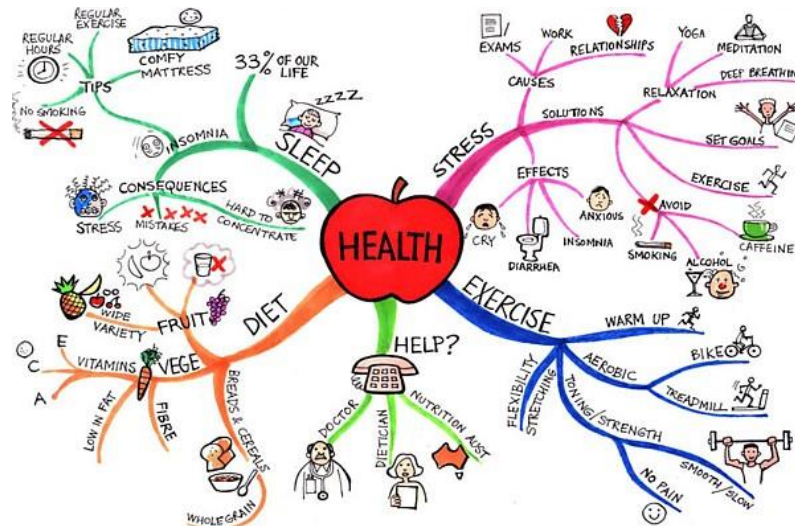 HEALTH
SLEEP
33% OF OUR
LIFE
ZZZZ
INSOMNIA
TIPS
REGULAR
EXERCISE
REGULAR
HOURS
COMFY
MATTRESS
NO SMOKING
CONSEQUENCES
STRESS
MISTAKES
HARD TO
CONCENTRATE
STRESS
CAUSES
EXAMS
WORK
RELATIONSHIPS
SOLUTIONS
RELAXATION
YOGA
MEDITATION
DEEP BREATHING
SET GOALS
EXERCISE
AVOID
SMOKING
ALCOHOL
CAFFEINE
EFFECTS
CRY
DIARRHEA
INSOMNIA
ANXIOUS
EXERCISE
WARM UP
AEROBIC
BIKE
TREADMILL
TONING/STRENGTH
SMOOTH/SLOW
NO PAIN
FLEXIBILITY
STRETCHING
HELP?
DOCTOR
DIETICIAN
NUTRITION AUST
DIET
FRUIT
WIDE
VARIETY
VEGE
VITAMINS
E
C
A
LOW IN FAT
FIBRE
BREADS & CEREALS
WHOLEGRAIN